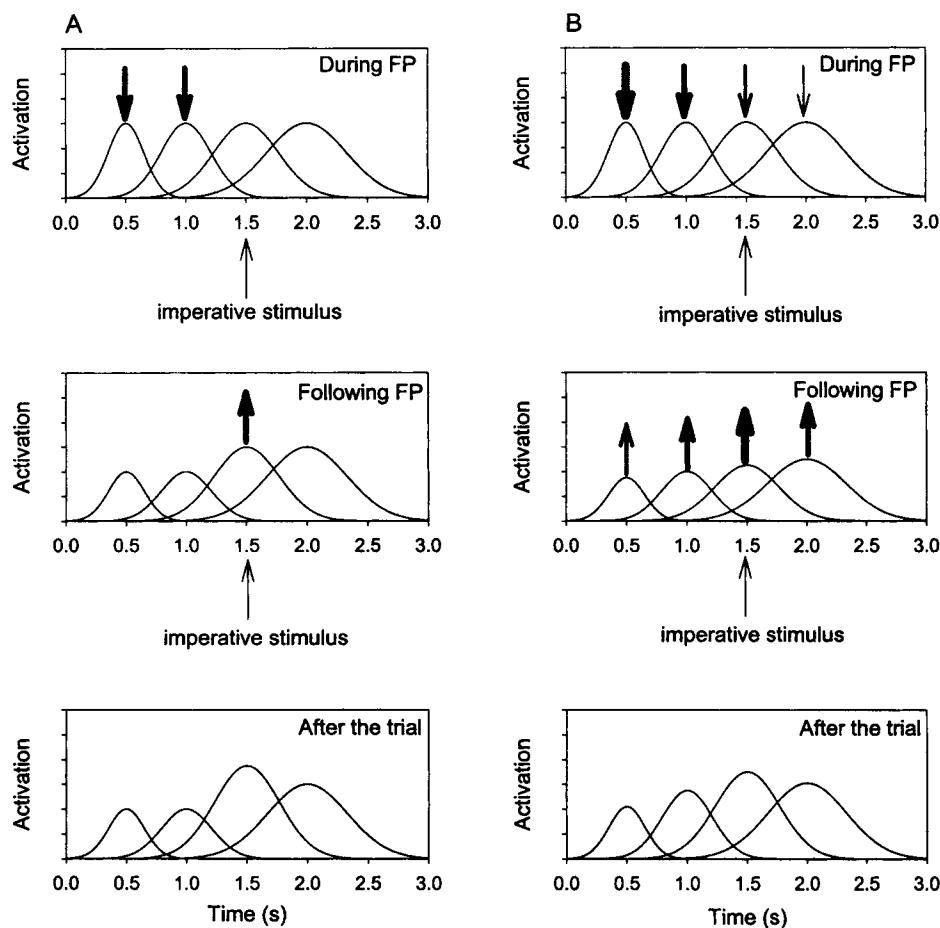 A
During FP
Activation
0.0 0.5 1.0 1.5 2.0 2.5 3.0
imperative stimulus
Following FP
Activation
0.0 0.5 1.0 1.5 2.0 2.5 3.0
imperative stimulus
After the trial
Activation
0.0 0.5 1.0 1.5 2.0 2.5 3.0
Time (s)
B
During FP
Activation
0.0 0.5 1.0 1.5 2.0 2.5 3.0
imperative stimulus
Following FP
Activation
0.0 0.5 1.0 1.5 2.0 2.5 3.0
imperative stimulus
After the trial
Activation
0.0 0.5 1.0 1.5 2.0 2.5 3.0
Time (s)